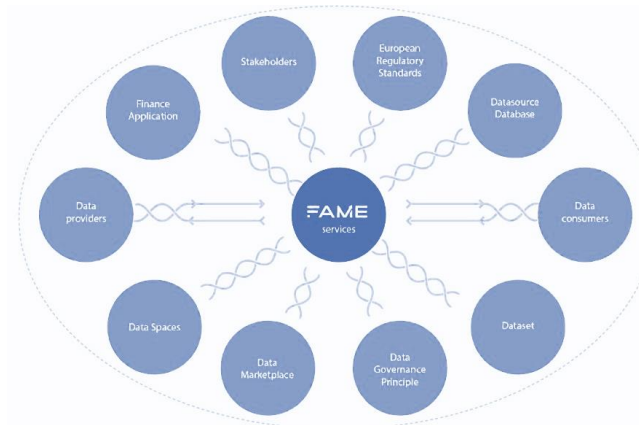 Stakeholders
European
Regulatory
Standards
Finance
Application
Datasource
Database
Data
providers
FAME
services
Data
consumers
Data Spaces
Dataset
Data
Marketplace
Data
Governance
Principle